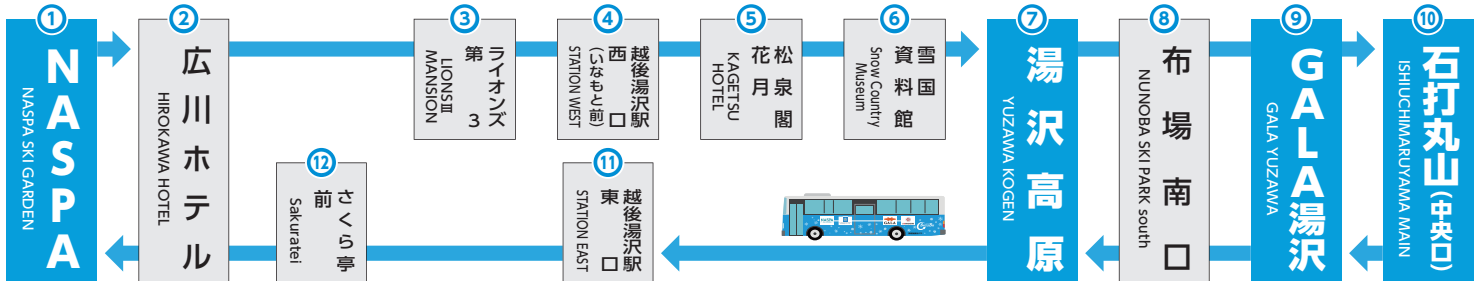 ①
NASPA
NASPA SKI GARDEN
②
広川ホテル
HIROKAWA HOTEL
③
ライオンズ
第3
LIONSⅢ
MANSION
④
越後湯沢駅
西口
(いなもと前)
STATION WEST
⑤
松泉閣
花月
KAGETSU
HOTEL
⑥
雪国
資料館
Snow Country
Museum
⑦
湯沢高原
YUZAWA KOGEN
⑧
布場南口
NUNOBA SKI PARK south
⑨
GALA湯沢
GALA YUZAWA
⑩
石打丸山(中央口)
ISHIUCHIMARUYAMA MAIN
⑪
越後湯沢駅
東口
STATION EAST
⑫
さくら亭
前
Sakuratei